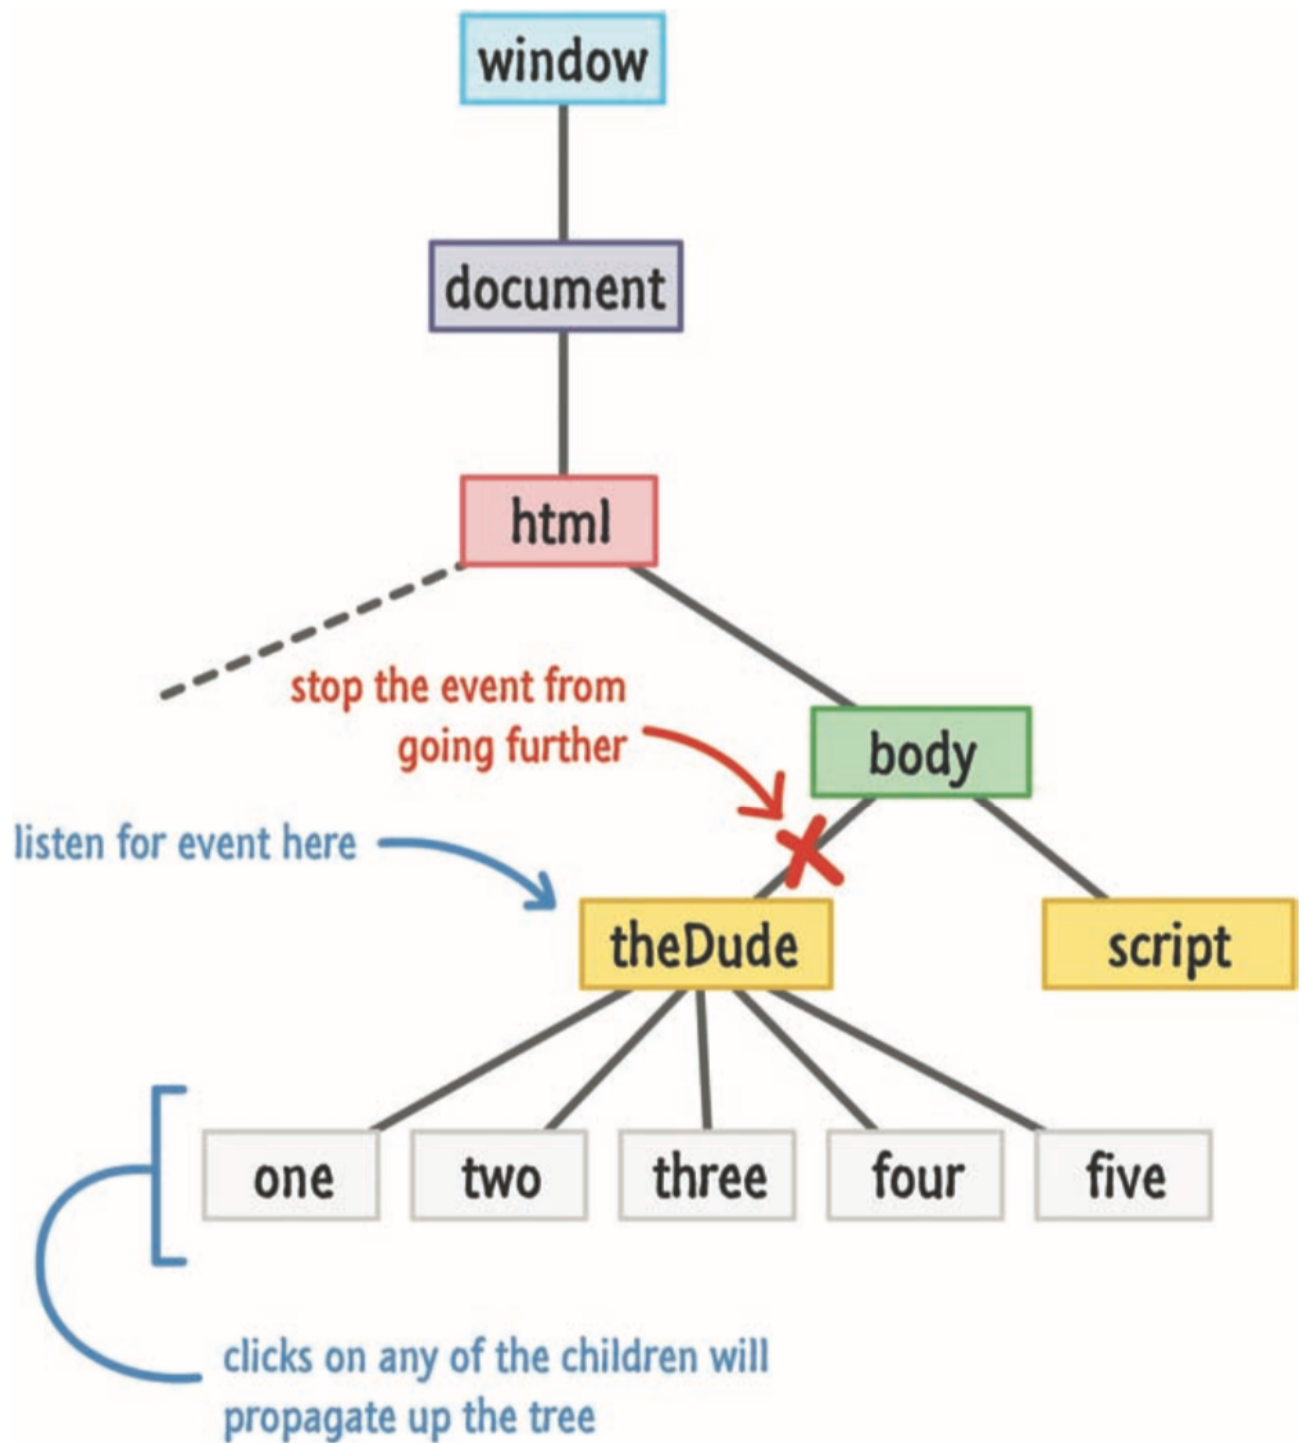 window
document
html
stop the event from
going further
body
listen for event here
theDude
script
one
two
three
four
five
clicks on any of the children will
propagate up the tree